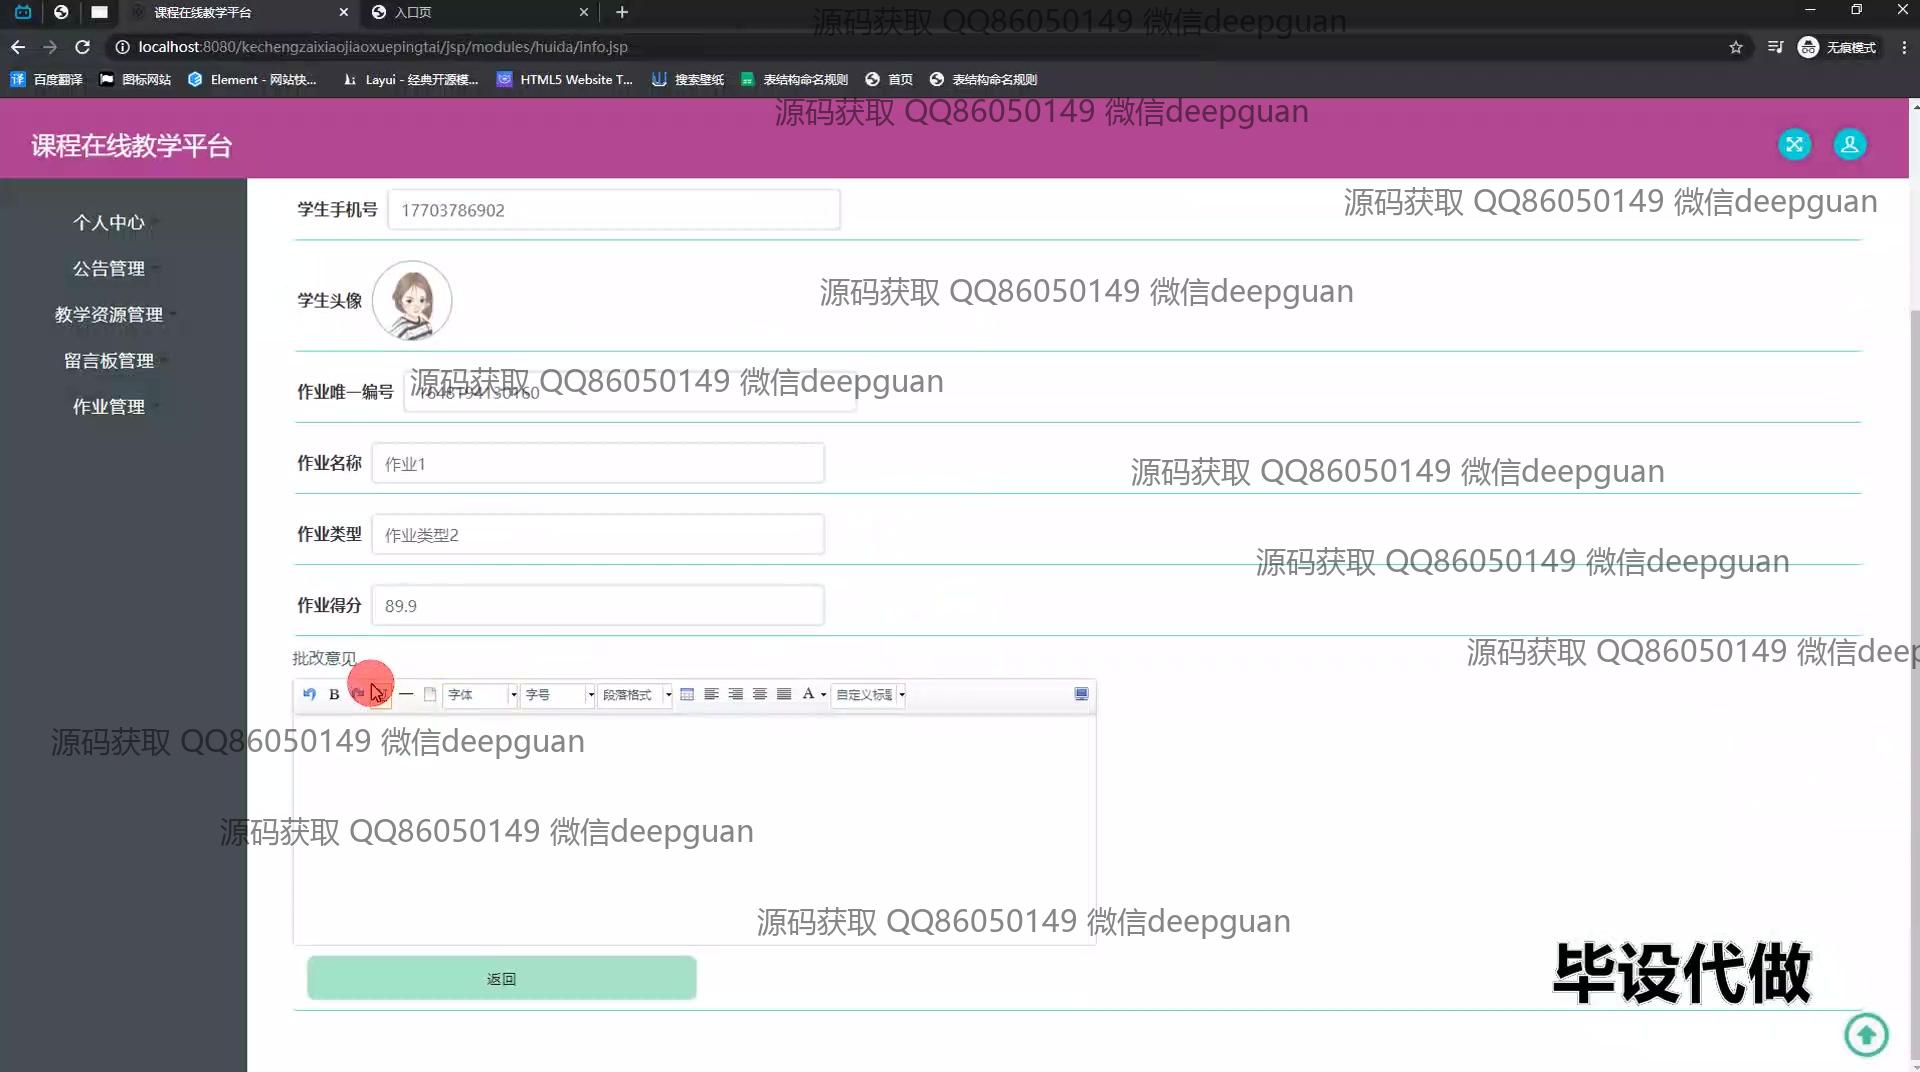 课程在线教学平台
入口页
源码获取 QQ86050149 微信deepguan
localhost:8080/kechengzaixiaojiaoxuepingtai/jsp/modules/huida/info.jsp
无痕模式
百度翻译
图标网站
Element - 网站快...
Layui - 经典开源模...
HTML5 Website T...
搜索壁纸
表结构命名规则
首页
表结构命名规则
源码获取 QQ86050149 微信deepguan
课程在线教学平台
个人中心
公告管理
教学资源管理
留言板管理
作业管理
学生手机号 17703786902
源码获取 QQ86050149 微信deepguan
学生头像
源码获取 QQ86050149 微信deepguan
作业唯一编号 1648194130160
源码获取 QQ86050149 微信deepguan
作业名称 作业1
源码获取 QQ86050149 微信deepguan
作业类型 作业类型2
源码获取 QQ86050149 微信deepguan
作业得分 89.9
源码获取 QQ86050149 微信deep
批改意见
B 字体 字号 段落格式 A 自定义标题
源码获取 QQ86050149 微信deepguan
源码获取 QQ86050149 微信deepguan
源码获取 QQ86050149 微信deepguan
返回
毕设代做